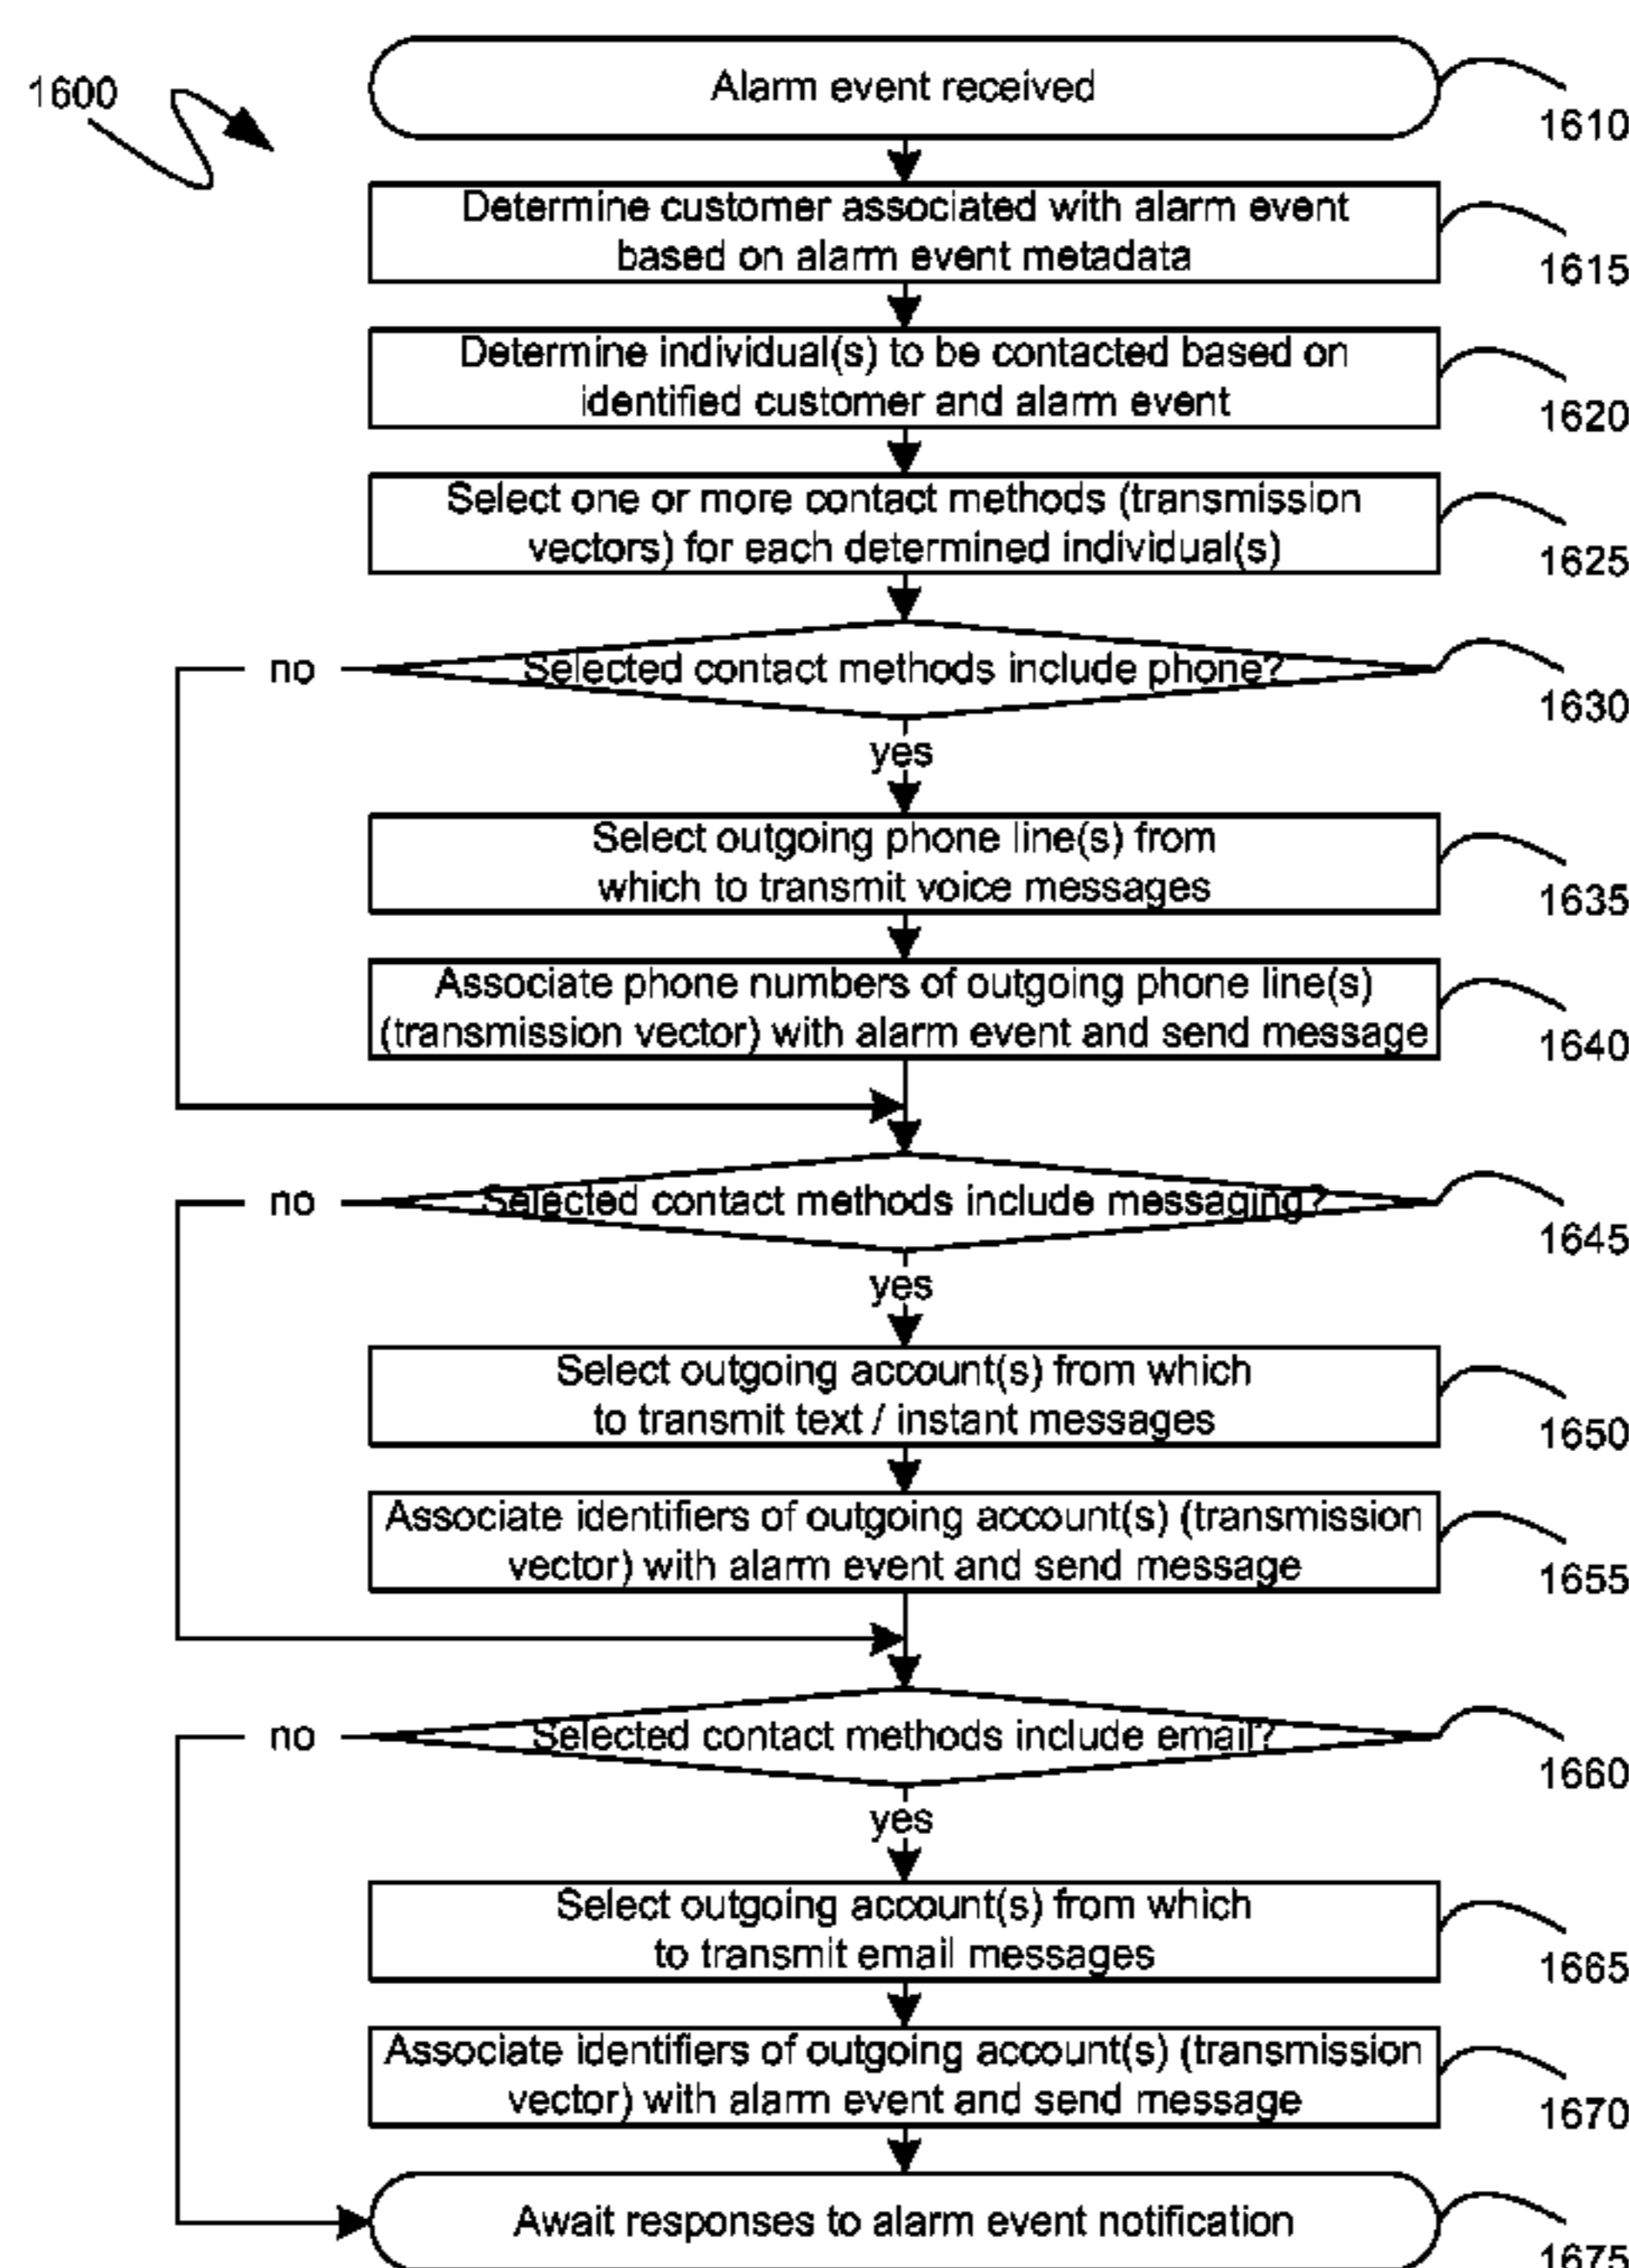 1600
Alarm event received
1610
Determine customer associated with alarm event
based on alarm event metadata
1615
Determine individual(s) to be contacted based on
identified customer and alarm event
1620
Select one or more contact methods (transmission
vectors) for each determined individual(s)
1625
no
Selected contact methods include phone?
1630
yes
Select outgoing phone line(s) from
which to transmit voice messages
1635
Associate phone numbers of outgoing phone line(s)
(transmission vector) with alarm event and send message
1640
no
Selected contact methods include messaging?
1645
yes
Select outgoing account(s) from which
to transmit text / instant messages
1650
Associate identifiers of outgoing account(s) (transmission
vector) with alarm event and send message
1655
no
Selected contact methods include email?
1660
yes
Select outgoing account(s) from which
to transmit email messages
1665
Associate identifiers of outgoing account(s) (transmission
vector) with alarm event and send message
1670
Await responses to alarm event notification
1675